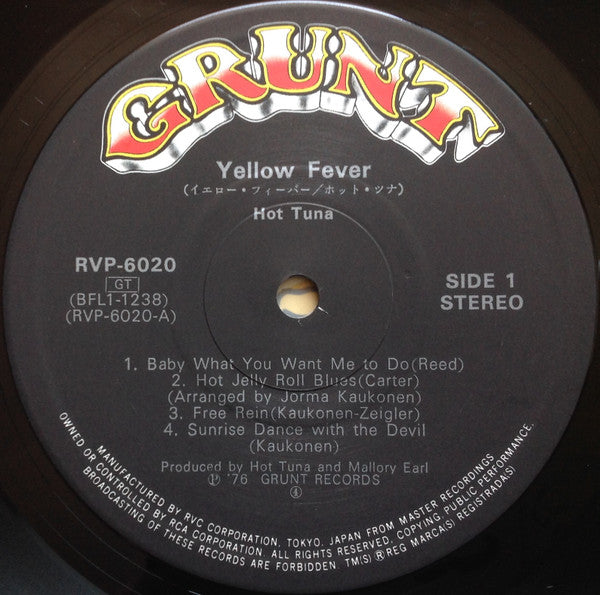 GRUNT
Yellow Fever
(イエロー・フィーバー/ホット・ツナ)
Hot Tuna
RVP-6020
GT
(BFL1-1238)
(RVP-6020-A)
SIDE 1
STEREO
1. Baby What You Want Me to Do(Reed)
2. Hot Jelly Roll Blues(Carter)
(Arranged by Jorma Kaukonen)
3. Free Rein(Kaukonen-Zeigler)
4. Sunrise Dance with the Devil
(Kaukonen)
Produced by Hot Tuna and Mallory Earl
Ⓟ '76 GRUNT RECORDS
④
MANUFACTURED BY RVC CORPORATION, TOKYO, JAPAN FROM MASTER RECORDINGS
OWNED OR CONTROLLED BY RCA CORPORATION. ALL RIGHTS RESERVED. COPYING, PUBLIC PERFORMANCE,
BROADCASTING OF THESE RECORDS ARE FORBIDDEN. TM(S) ® REG MARCA(S) REGISTRADA(S)